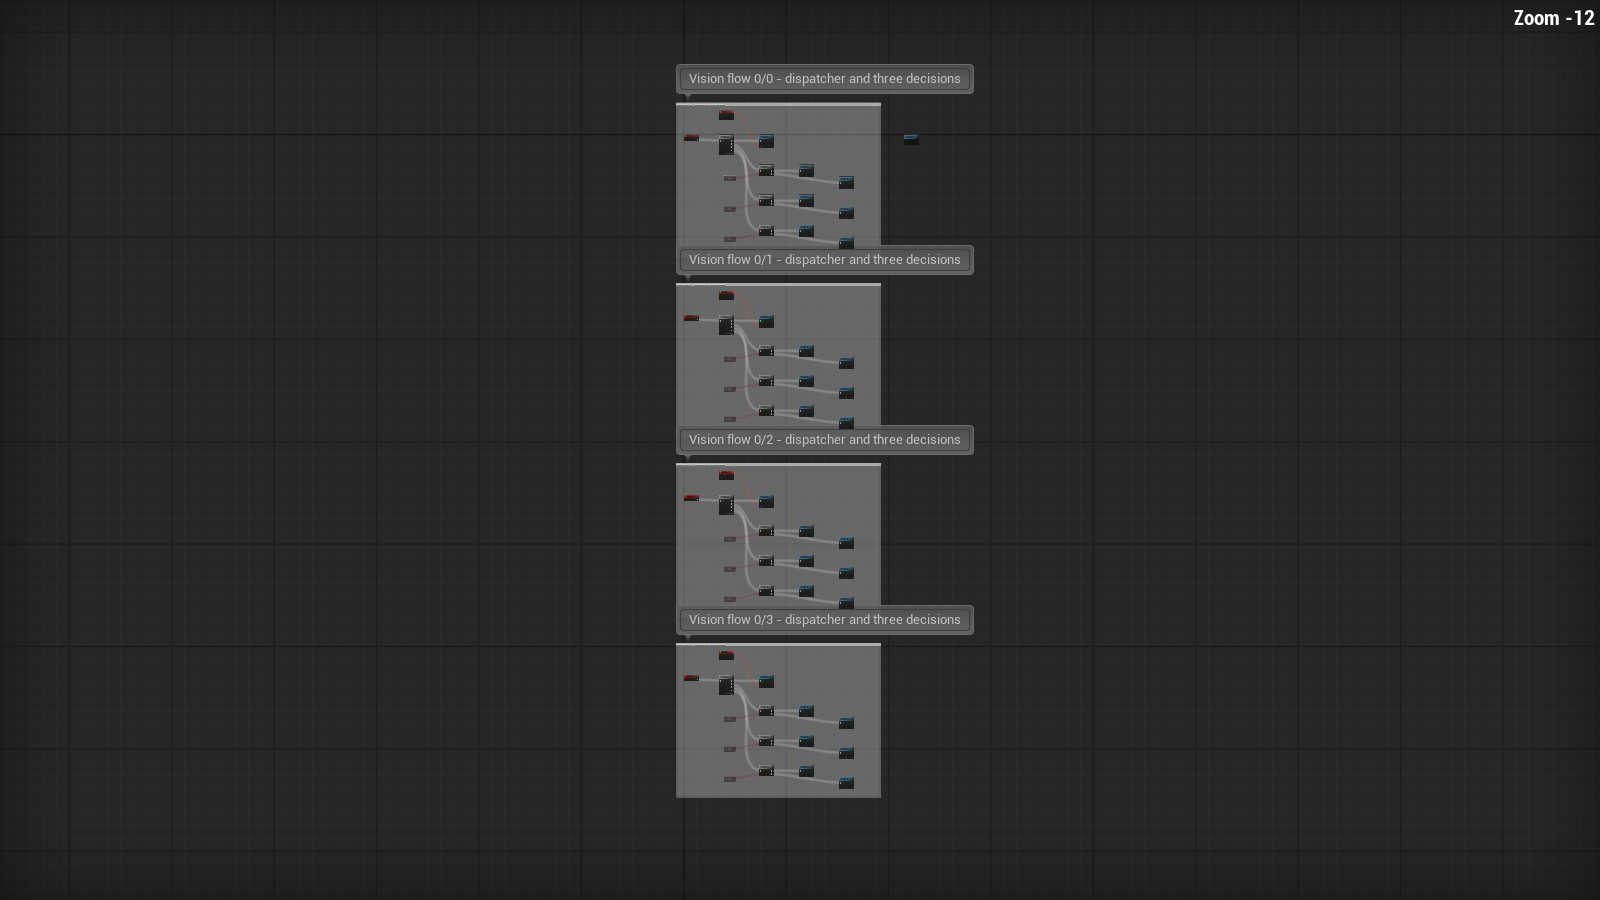 Zoom -12
Vision flow 0/0 - dispatcher and three decisions
Vision flow 0/1 - dispatcher and three decisions
Vision flow 0/2 - dispatcher and three decisions
Vision flow 0/3 - dispatcher and three decisions